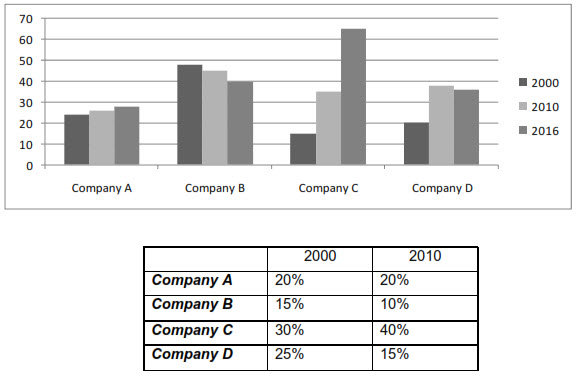 70
60
50
40
30
20
10
0
Company A Company B Company C Company D
2000
2010
2016
2000 2010
Company A 20% 20%
Company B 15% 10%
Company C 30% 40%
Company D 25% 15%